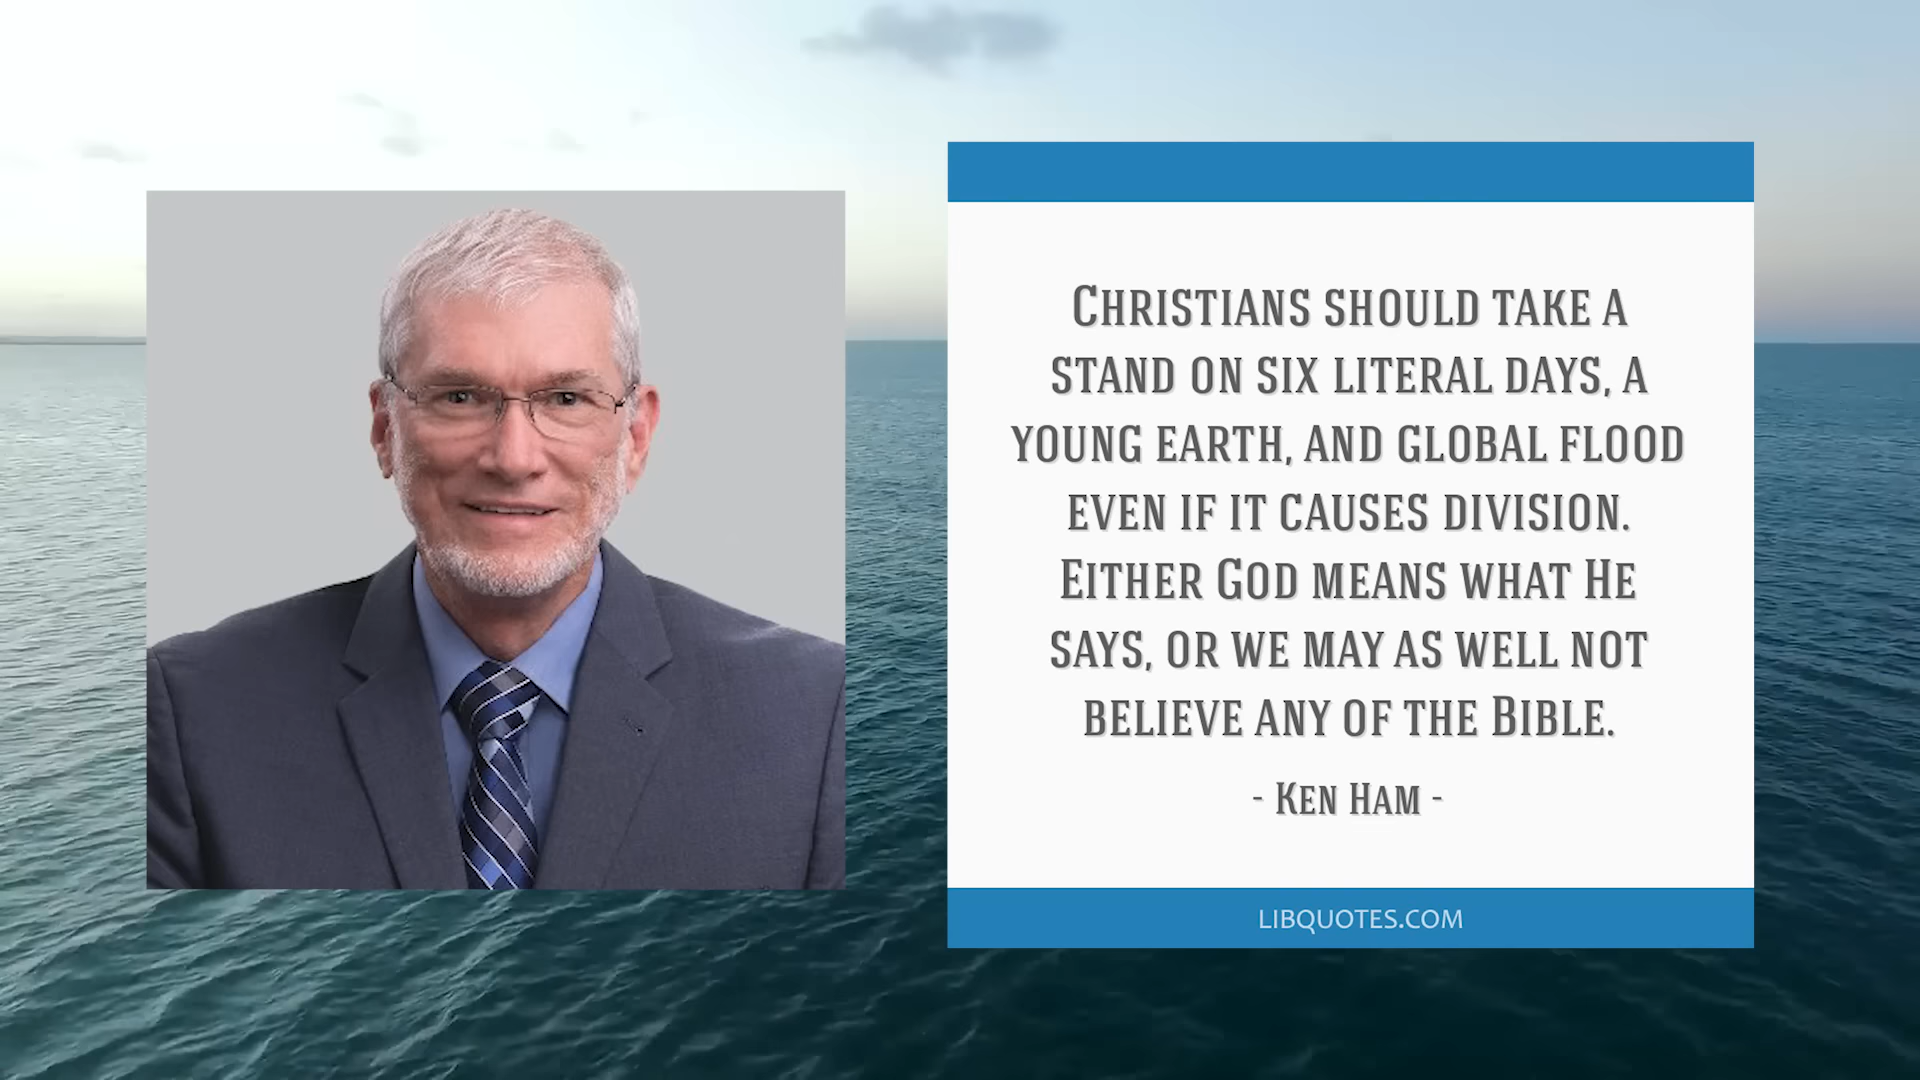 Christians should take a
stand on six literal days, a
young earth, and global flood
even if it causes division.
Either God means what He
says, or we may as well not
believe any of the Bible.
- Ken Ham -
LIBQUOTES.COM